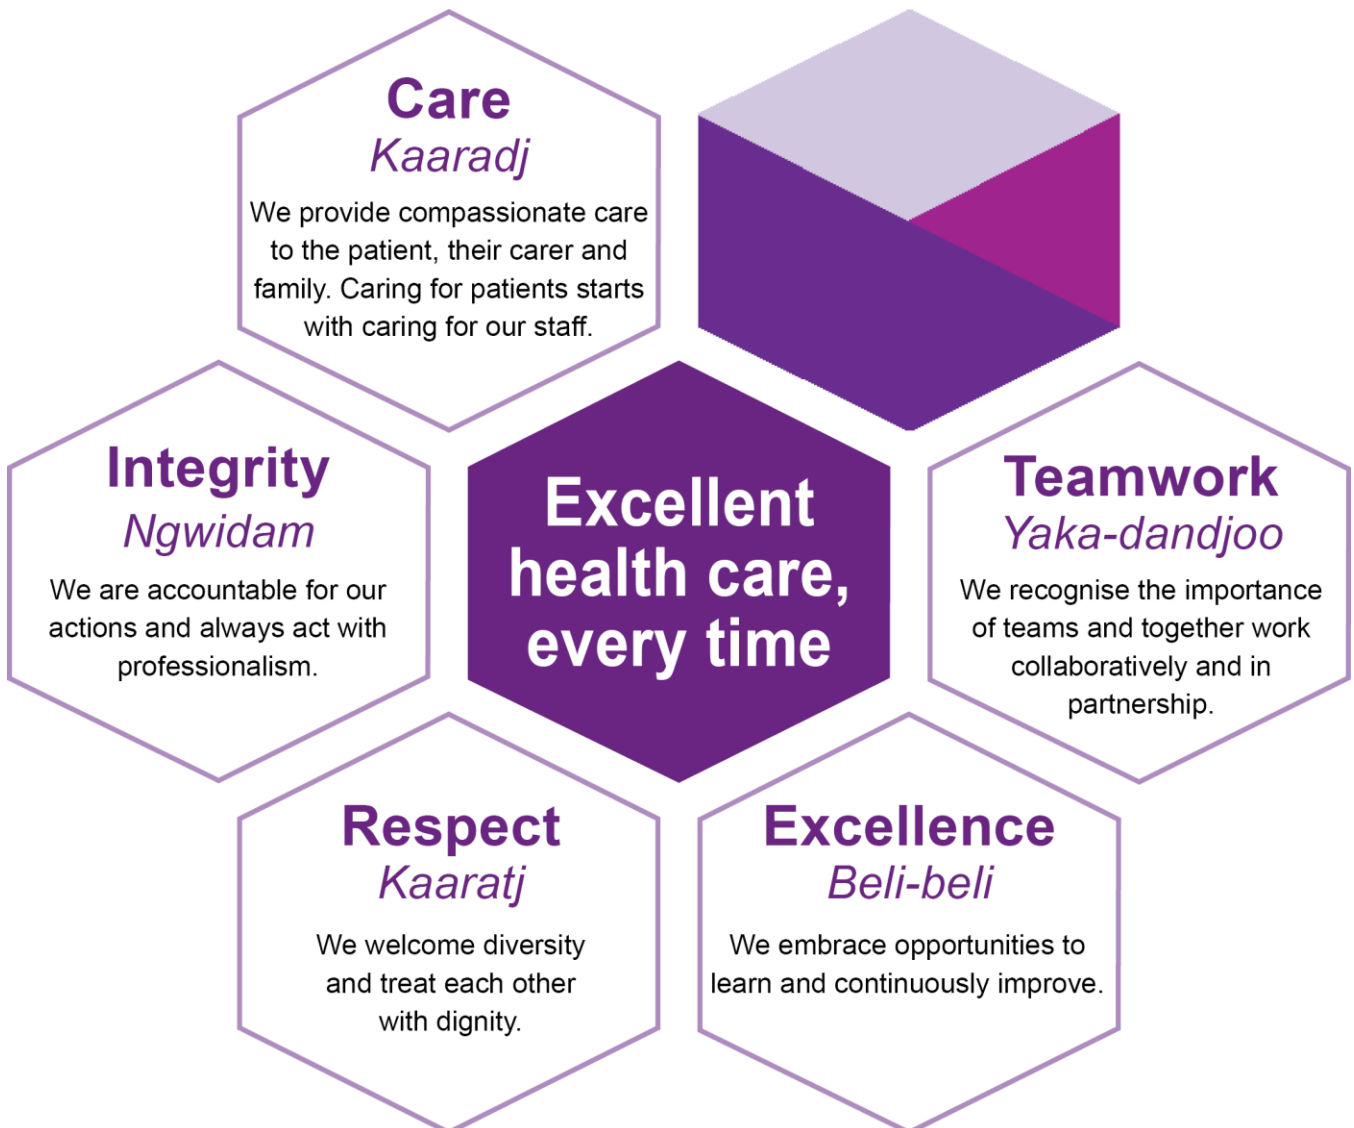 Care
Kaaradj
We provide compassionate care
to the patient, their carer and
family. Caring for patients starts
with caring for our staff.
Integrity
Ngwidam
We are accountable for our
actions and always act with
professionalism.
Excellent
health care,
every time
Teamwork
Yaka-dandjoo
We recognise the importance
of teams and together work
collaboratively and in
partnership.
Respect
Kaaratj
We welcome diversity
and treat each other
with dignity.
Excellence
Beli-beli
We embrace opportunities to
learn and continuously improve.